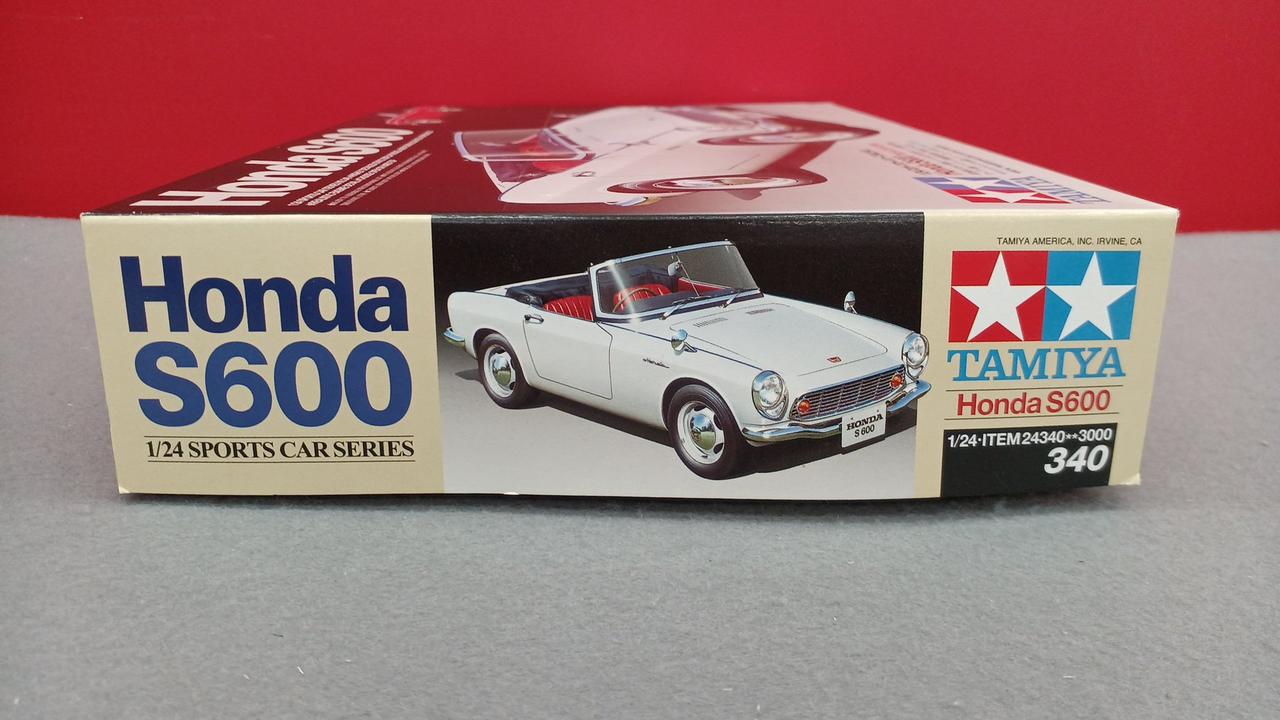 Honda S600
TAMIYA
Honda
S600
1/24 SPORTS CAR SERIES
HONDA
S 600
TAMIYA AMERICA, INC. IRVINE, CA
TAMIYA
Honda S600
1/24·ITEM 24340**3000
340